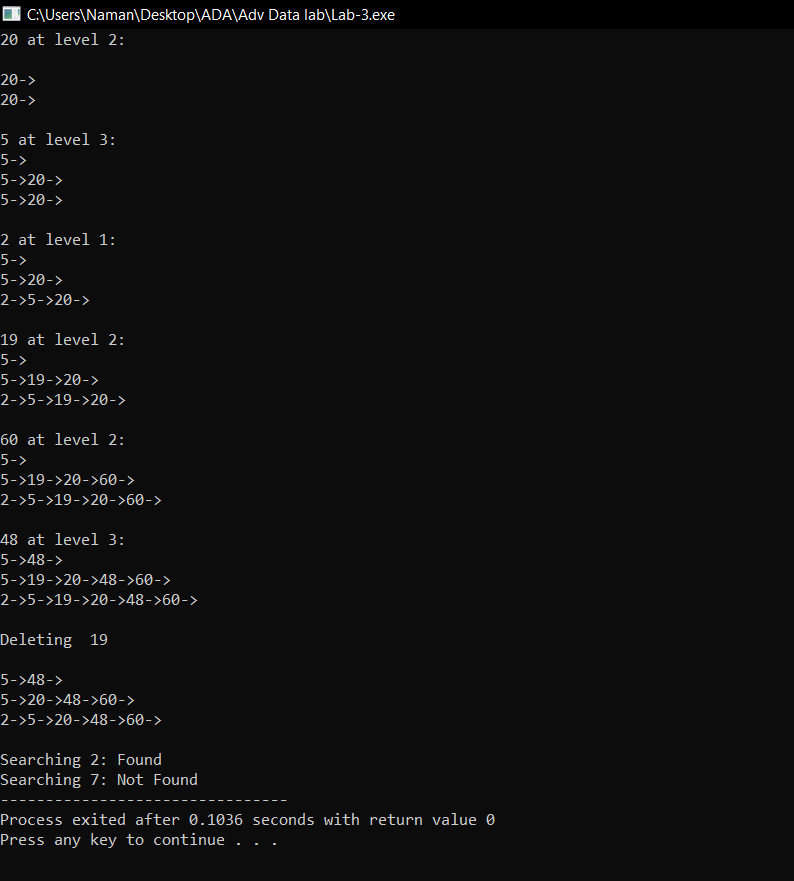 C:\Users\Naman\Desktop\ADA\Adv Data lab\Lab-3.exe
20 at level 2:
20->
20->
5 at level 3:
5->
5->20->
5->20->
2 at level 1:
5->
5->20->
2->5->20->
19 at level 2:
5->
5->19->20->
2->5->19->20->
60 at level 2:
5->
5->19->20->60->
2->5->19->20->60->
48 at level 3:
5->48->
5->19->20->48->60->
2->5->19->20->48->60->
Deleting  19
5->48->
5->20->48->60->
2->5->20->48->60->
Searching 2: Found
Searching 7: Not Found
--------------------------------
Process exited after 0.1036 seconds with return value 0
Press any key to continue . . .